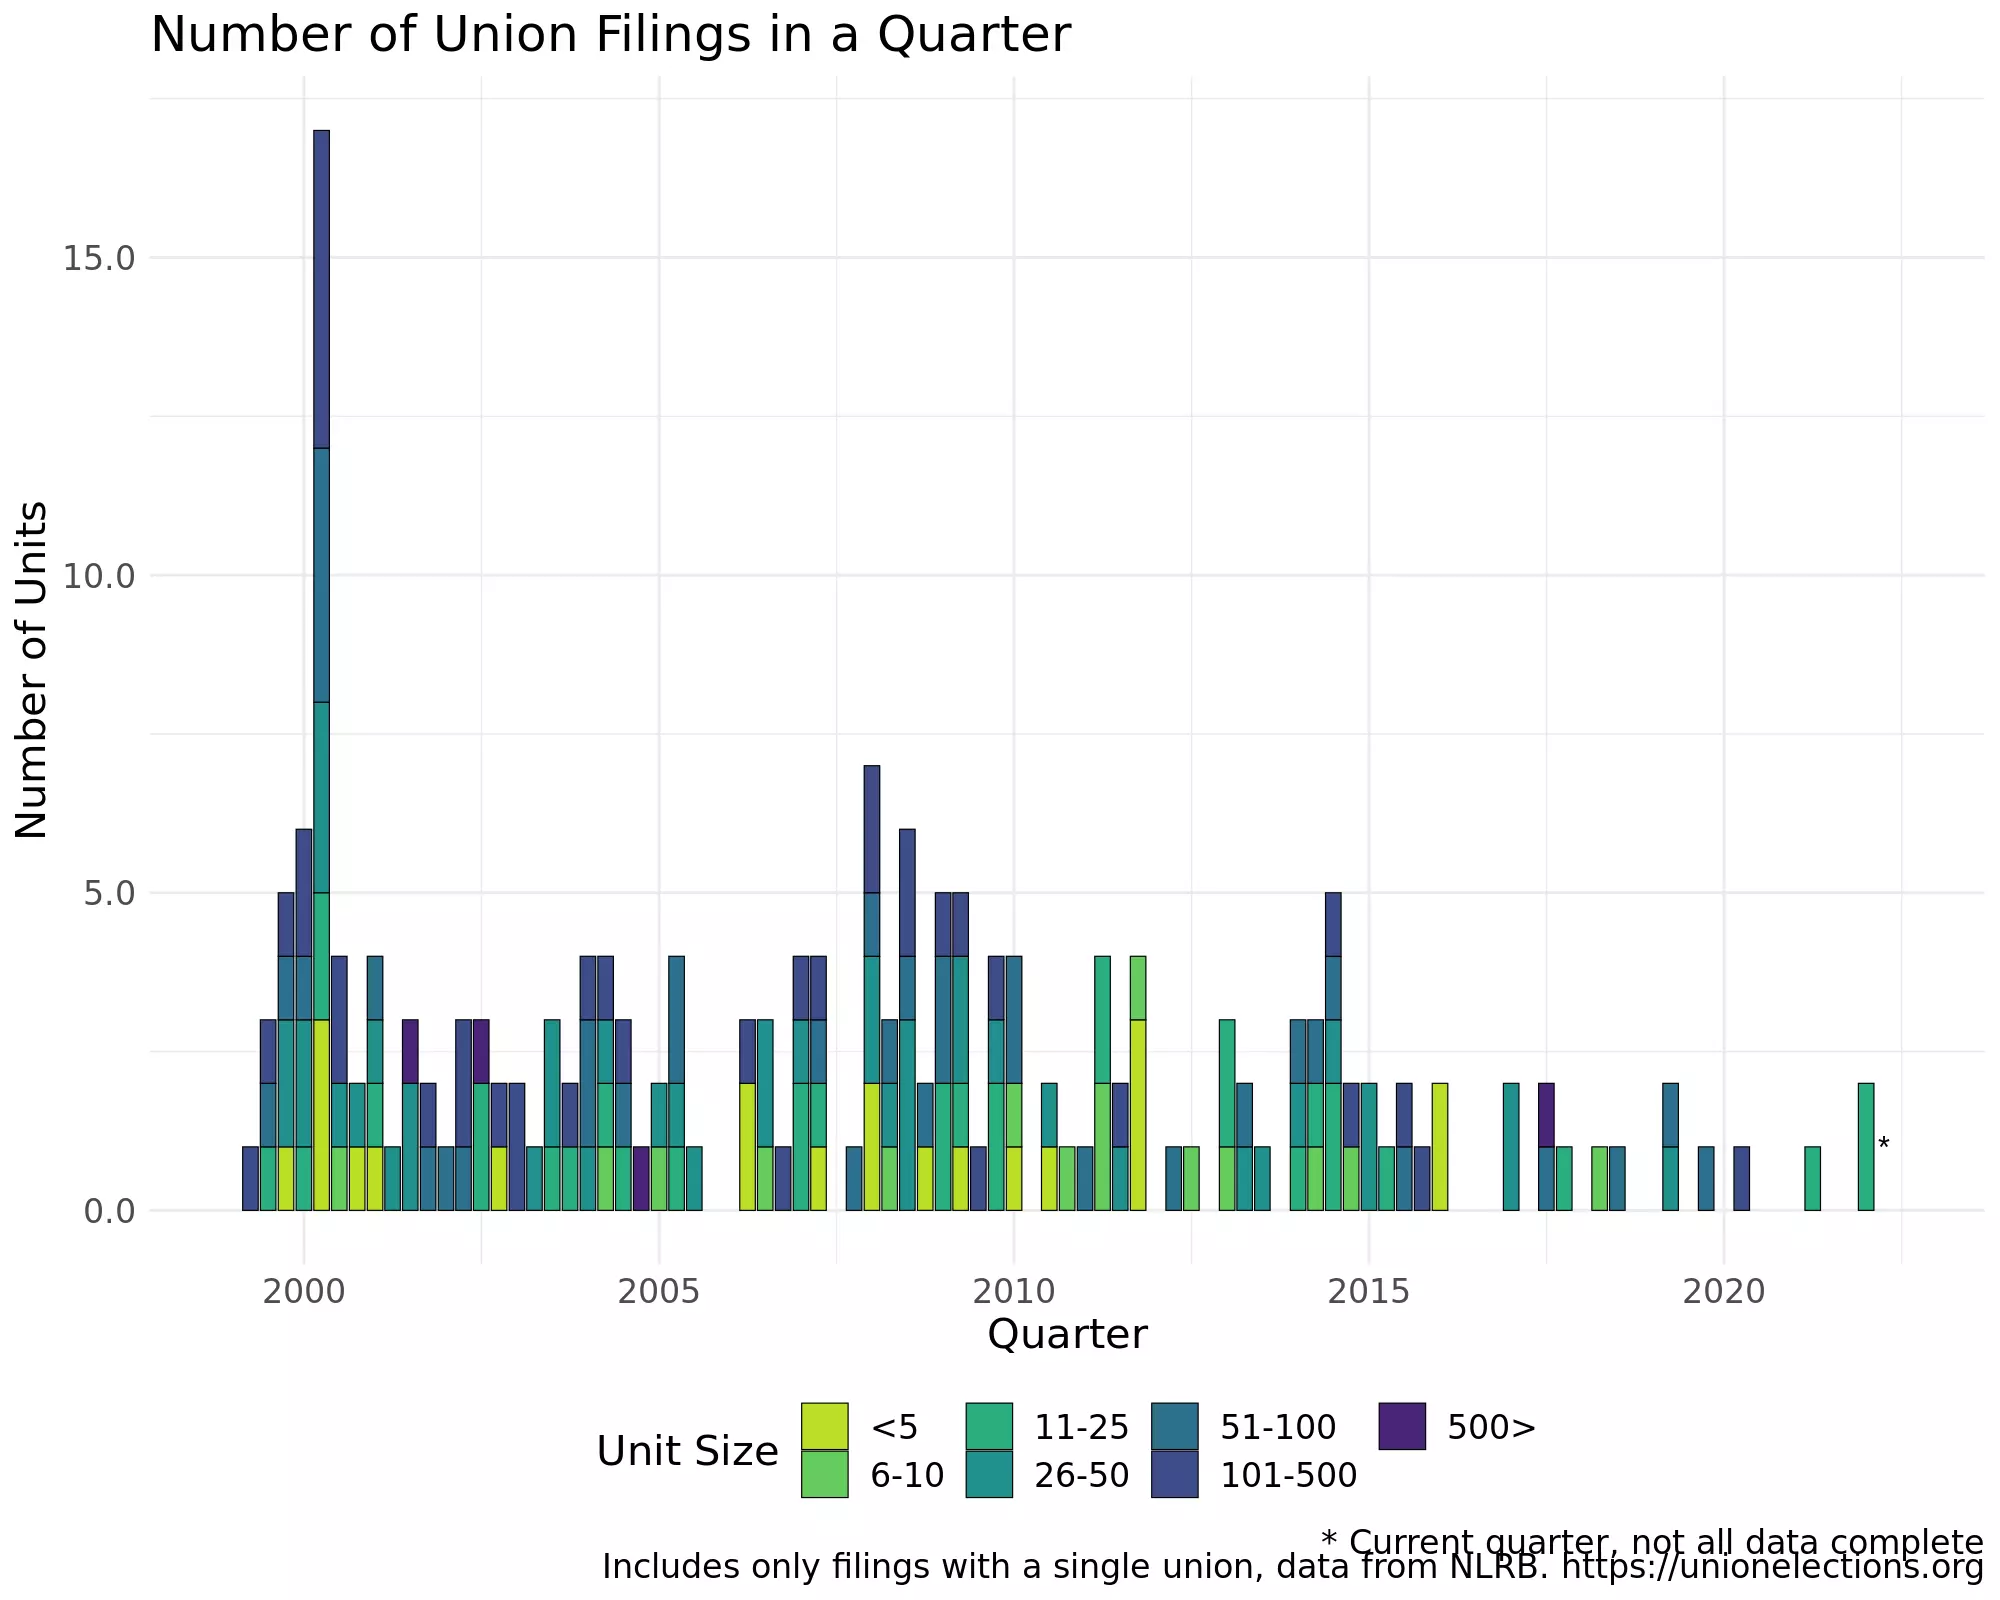 Number of Union Filings in a Quarter
Number of Units
15.0
10.0
5.0
0.0
*
2000 2005 2010 2015 2020
Quarter
Unit Size
<5 11-25 51-100 500>
6-10 26-50 101-500
* Current quarter, not all data complete
Includes only filings with a single union, data from NLRB. https://unionelections.org